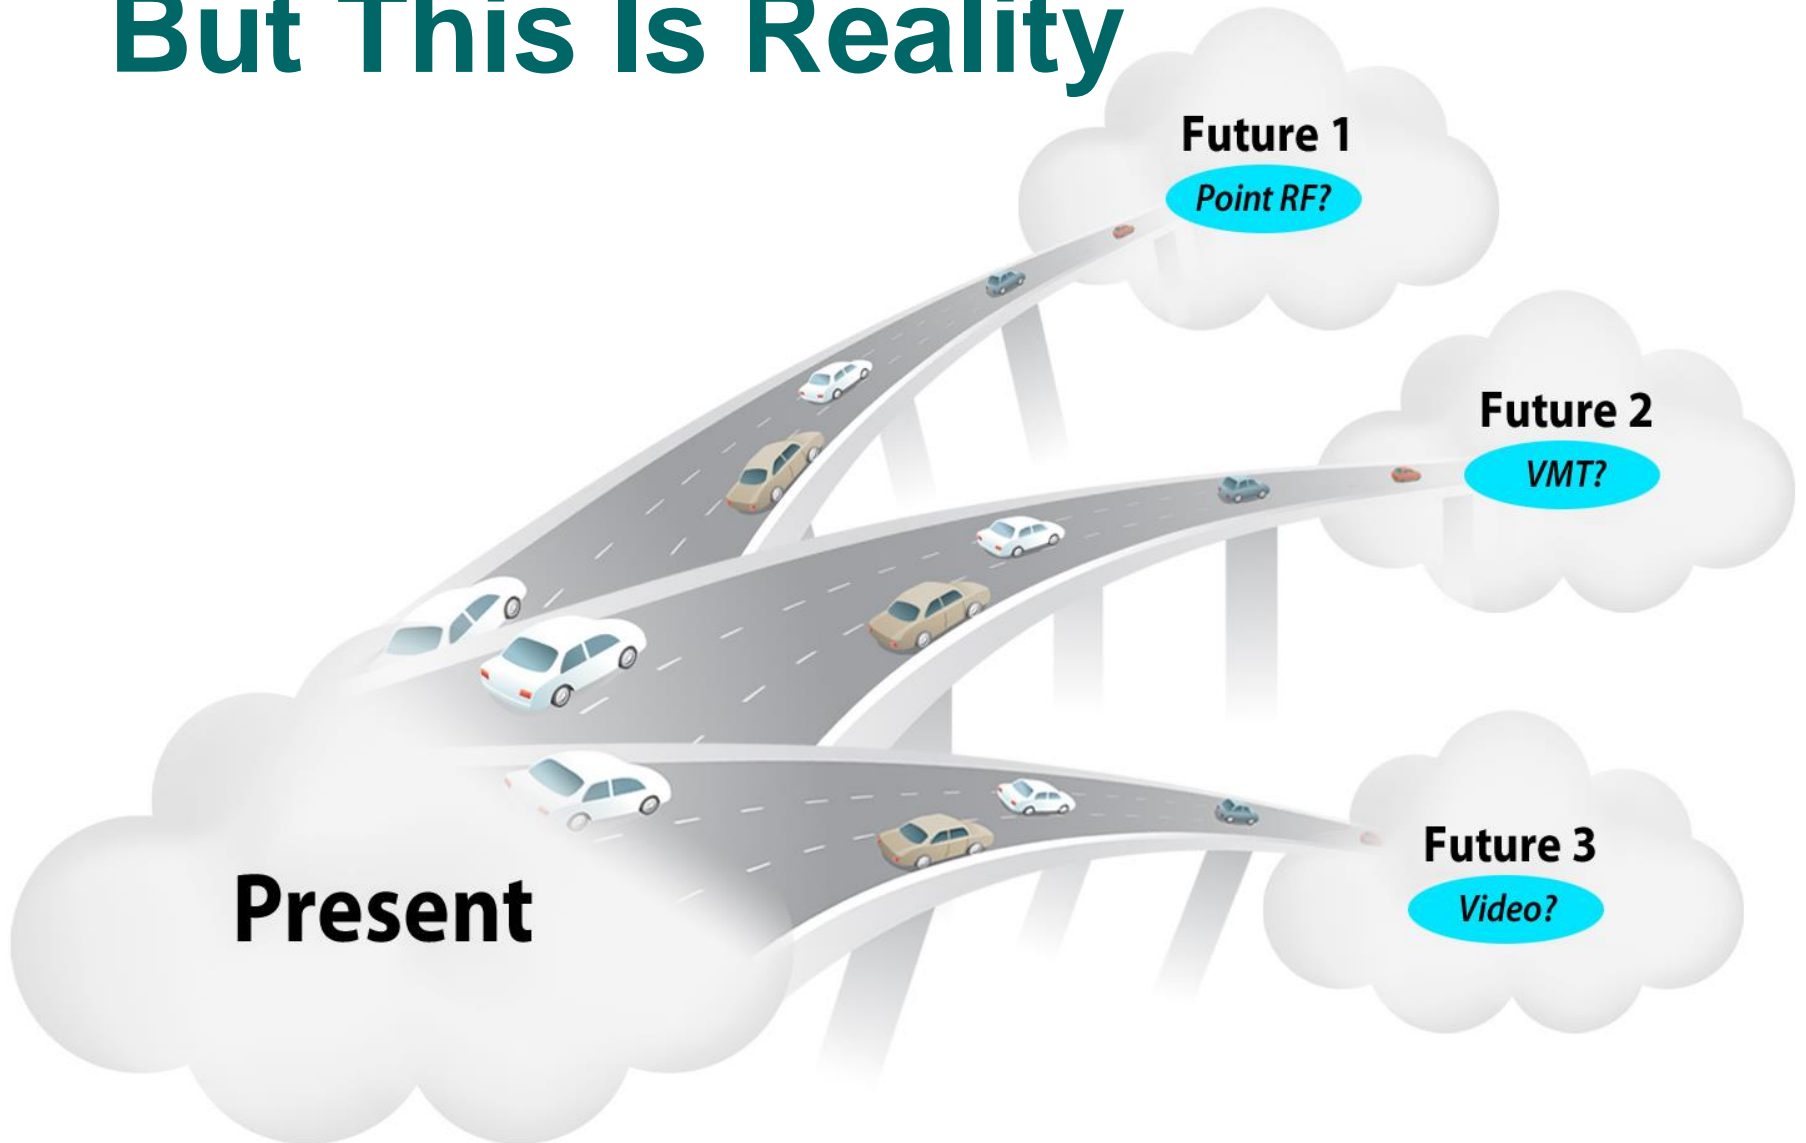 But This Is Reality
Future 1
Point RF?
Future 2
VMT?
Future 3
Video?
Present